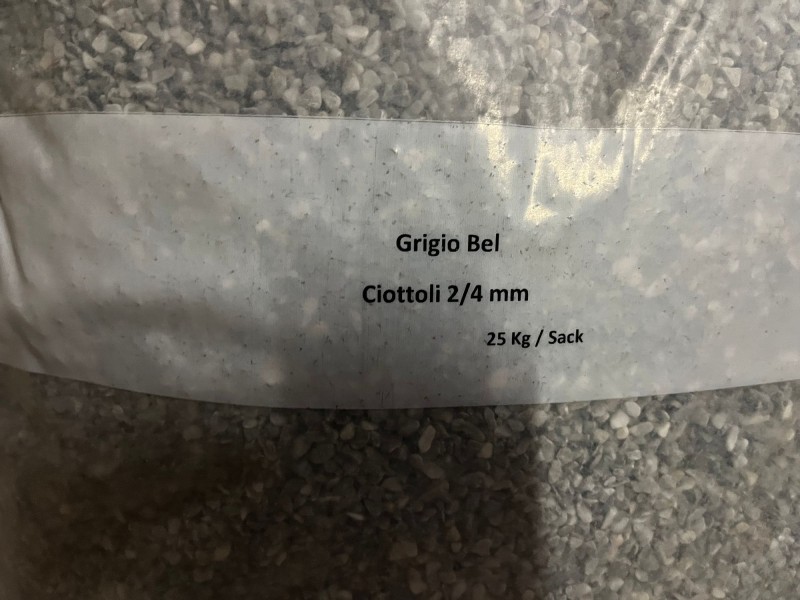 Grigio Bel
Ciottoli 2/4 mm
25 Kg / Sack